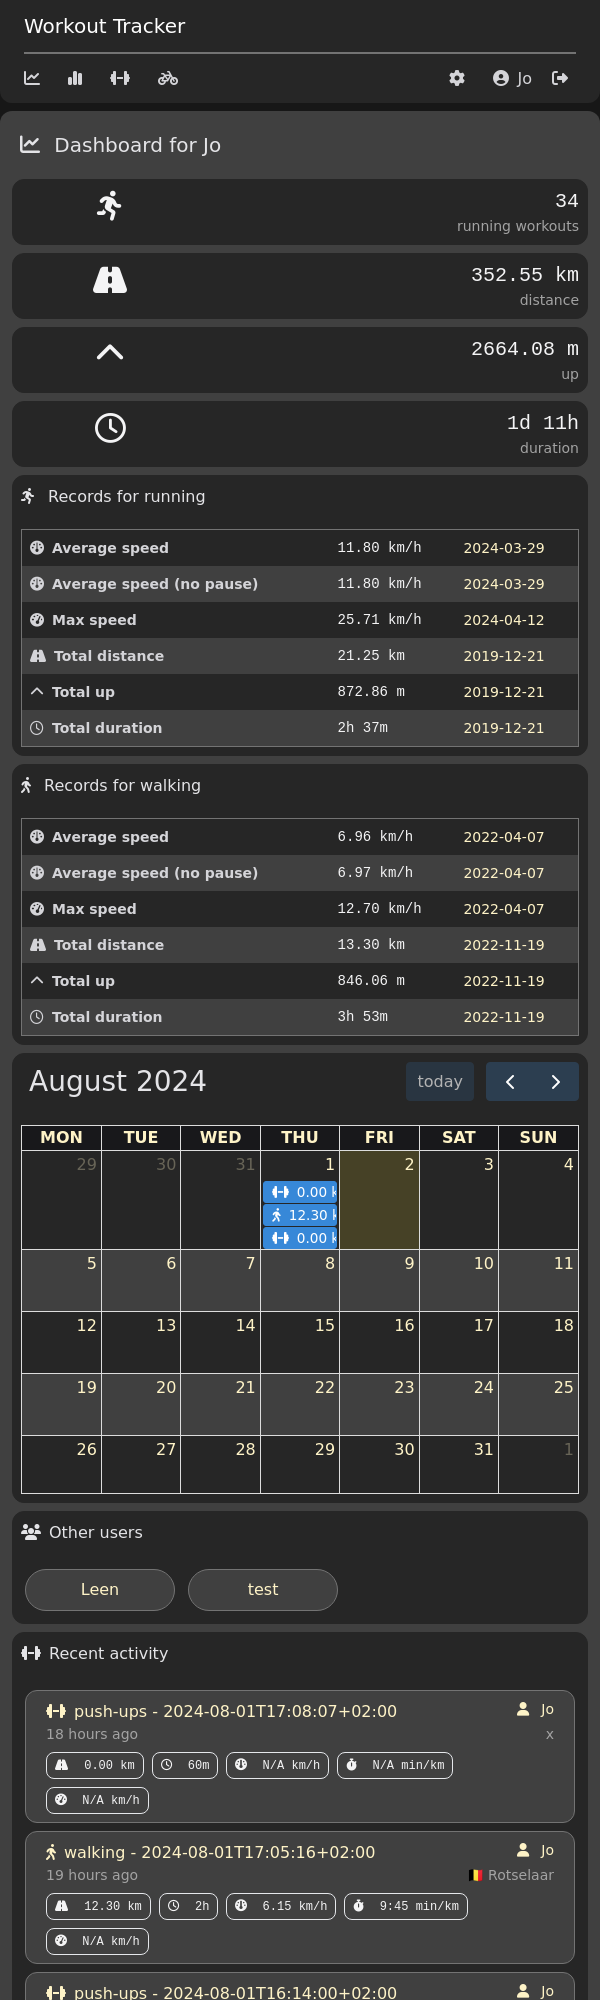 Workout Tracker
Jo
Dashboard for Jo
34
running workouts
352.55 km
distance
2664.08 m
up
1d 11h
duration
Records for running
Average speed 11.80 km/h 2024-03-29
Average speed (no pause) 11.80 km/h 2024-03-29
Max speed 25.71 km/h 2024-04-12
Total distance 21.25 km 2019-12-21
Total up 872.86 m 2019-12-21
Total duration 2h 37m 2019-12-21
Records for walking
Average speed 6.96 km/h 2022-04-07
Average speed (no pause) 6.97 km/h 2022-04-07
Max speed 12.70 km/h 2022-04-07
Total distance 13.30 km 2022-11-19
Total up 846.06 m 2022-11-19
Total duration 3h 53m 2022-11-19
August 2024 today
MON TUE WED THU FRI SAT SUN
29 30 31 1 2 3 4
0.00 k
12.30 k
0.00 k
5 6 7 8 9 10 11
12 13 14 15 16 17 18
19 20 21 22 23 24 25
26 27 28 29 30 31 1
Other users
Leen test
Recent activity
push-ups - 2024-08-01T17:08:07+02:00 Jo
18 hours ago x
0.00 km 60m N/A km/h N/A min/km
N/A km/h
walking - 2024-08-01T17:05:16+02:00 Jo
19 hours ago Rotselaar
12.30 km 2h 6.15 km/h 9:45 min/km
N/A km/h
push-ups - 2024-08-01T16:14:00+02:00 Jo